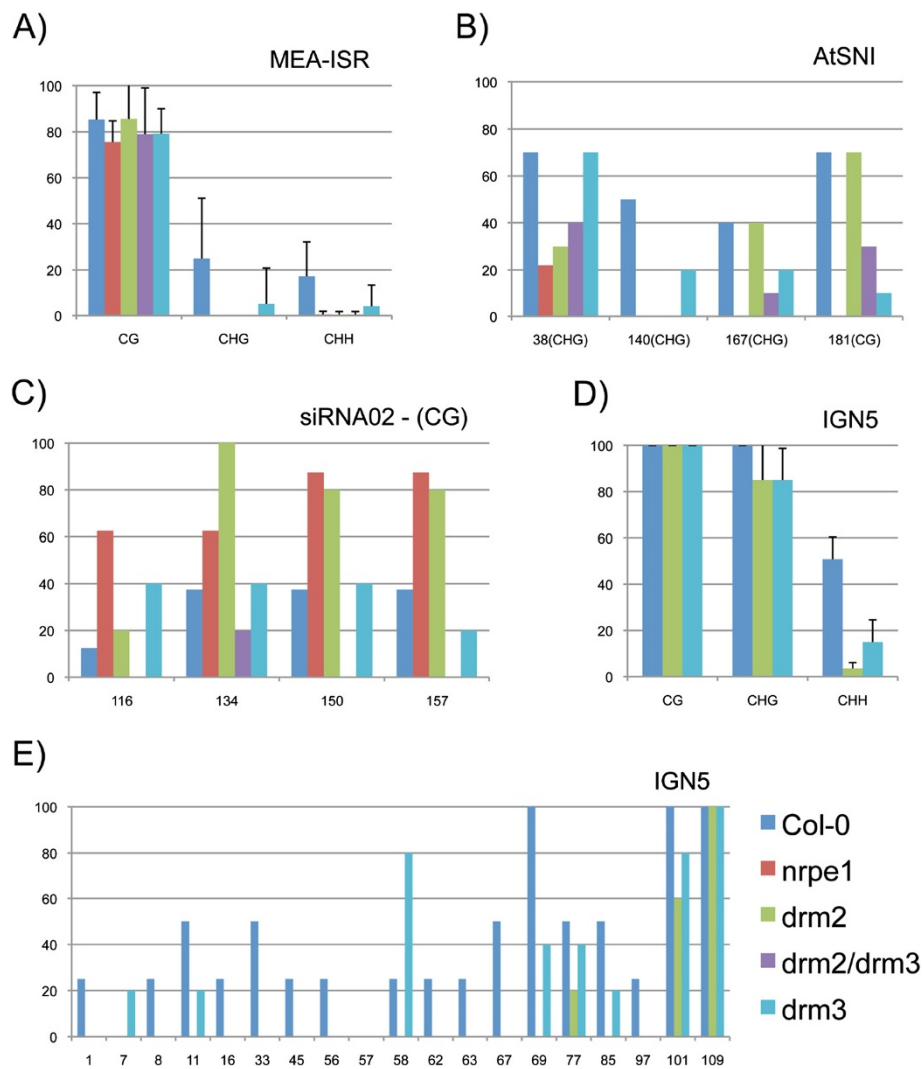 A)
MEA-ISR
100
80
60
40
20
0
CG CHG CHH
B)
AtSNI
100
80
60
40
20
0
38(CHG) 140(CHG) 167(CHG) 181(CG)
C)
siRNA02 - (CG)
100
80
60
40
20
0
116 134 150 157
D)
IGN5
100
80
60
40
20
0
CG CHG CHH
E)
IGN5
100
80
60
40
20
0
1 7 8 11 16 33 45 56 57 58 62 63 67 69 77 85 97 101 109
Col-0
nrpe1
drm2
drm2/drm3
drm3